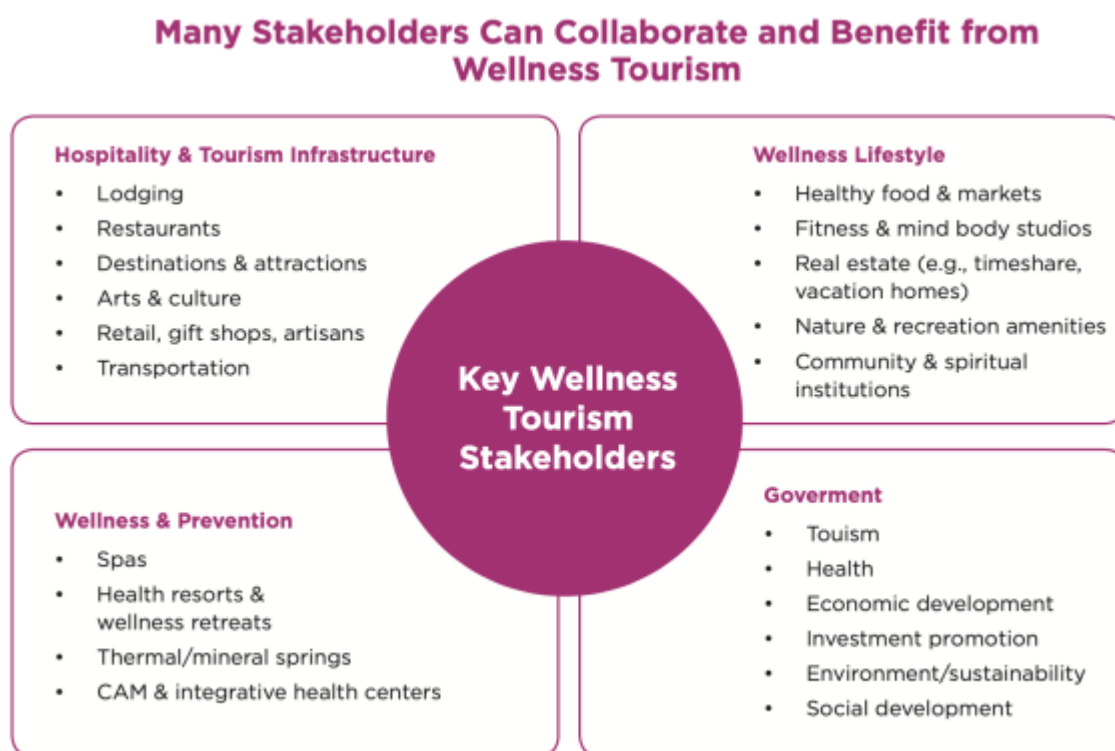 Many Stakeholders Can Collaborate and Benefit from
Wellness Tourism
Hospitality & Tourism Infrastructure
• Lodging
• Restaurants
• Destinations & attractions
• Arts & culture
• Retail, gift shops, artisans
• Transportation
Wellness Lifestyle
• Healthy food & markets
• Fitness & mind body studios
• Real estate (e.g., timeshare,
vacation homes)
• Nature & recreation amenities
• Community & spiritual
institutions
Key Wellness
Tourism
Stakeholders
Wellness & Prevention
• Spas
• Health resorts &
wellness retreats
• Thermal/mineral springs
• CAM & integrative health centers
Goverment
• Touism
• Health
• Economic development
• Investment promotion
• Environment/sustainability
• Social development